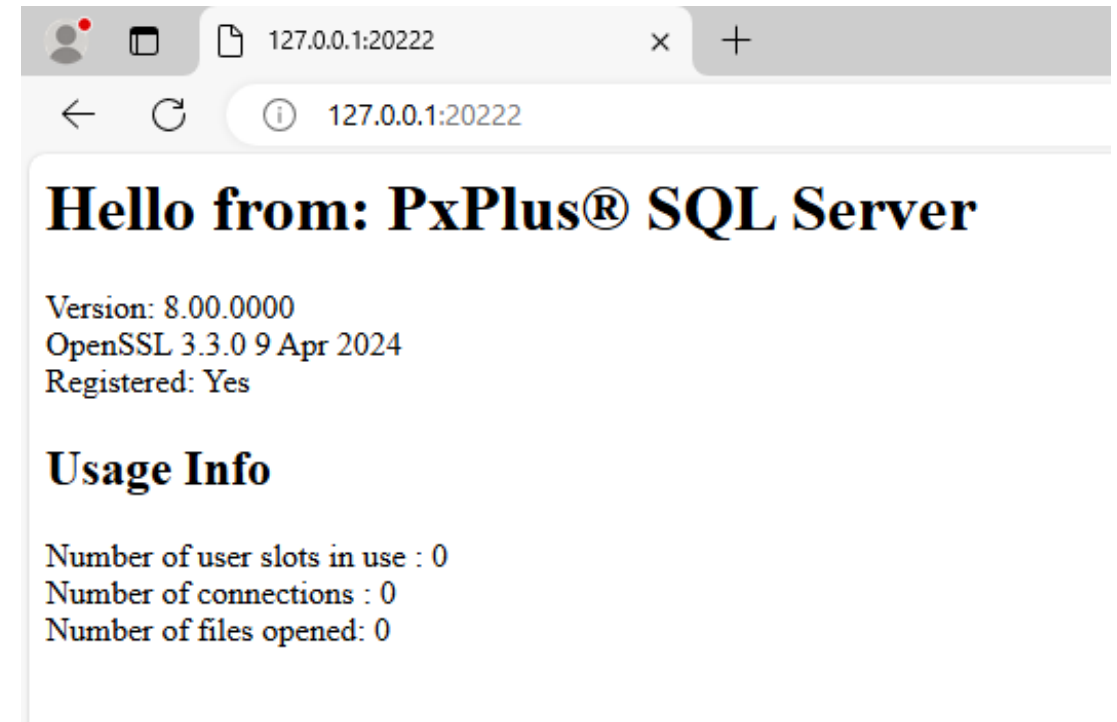 127.0.0.1:20222
127.0.0.1:20222
Hello from: PxPlus® SQL Server
Version: 8.00.0000
OpenSSL 3.3.0 9 Apr 2024
Registered: Yes
Usage Info
Number of user slots in use : 0
Number of connections : 0
Number of files opened: 0